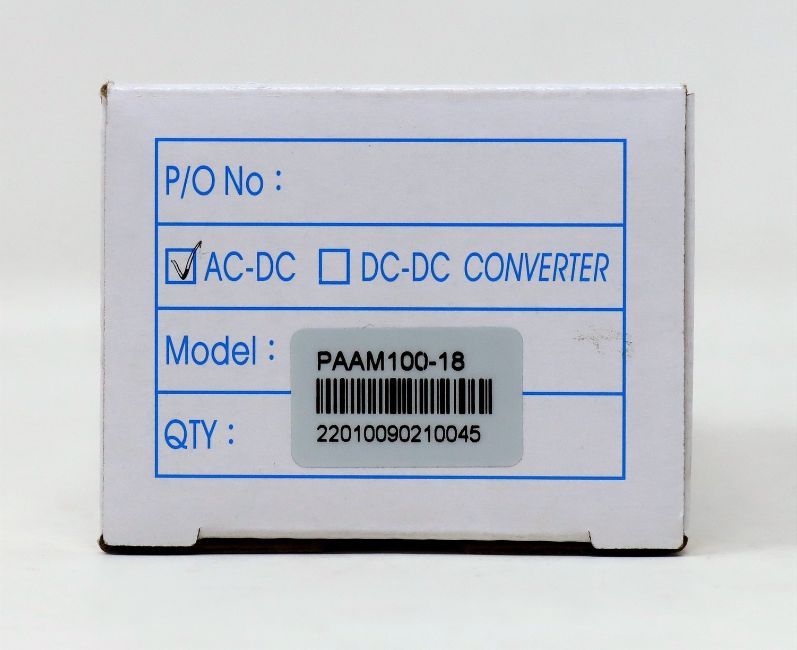 P/O No :
AC-DC DC-DC CONVERTER
Model :
PAAM100-18
QTY :
22010090210045